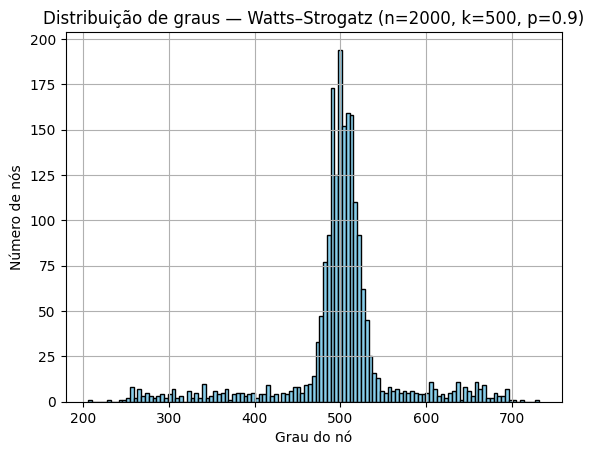 Distribuição de graus — Watts–Strogatz (n=2000, k=500, p=0.9)
200
175
150
125
100
75
50
25
0
Número de nós
200 300 400 500 600 700
Grau do nó